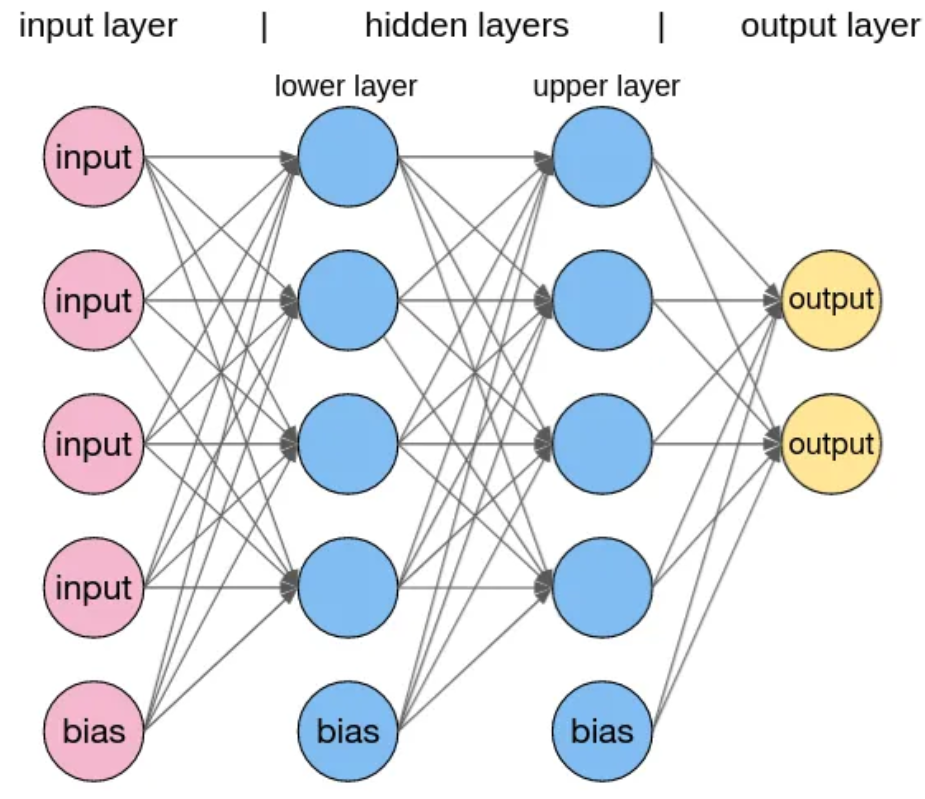 input layer | hidden layers | output layer
lower layer upper layer
input
input output
input output
input
bias bias bias